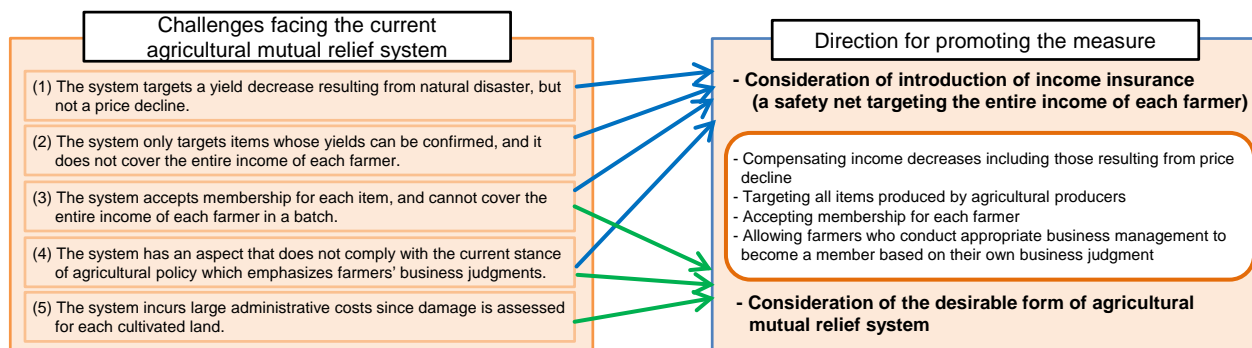 Challenges facing the current
agricultural mutual relief system
(1) The system targets a yield decrease resulting from natural disaster, but
not a price decline.
(2) The system only targets items whose yields can be confirmed, and it
does not cover the entire income of each farmer.
(3) The system accepts membership for each item, and cannot cover the
entire income of each farmer in a batch.
(4) The system has an aspect that does not comply with the current stance
of agricultural policy which emphasizes farmers' business judgments.
(5) The system incurs large administrative costs since damage is assessed
for each cultivated land.
Direction for promoting the measure
- Consideration of introduction of income insurance
(a safety net targeting the entire income of each farmer)
- Compensating income decreases including those resulting from price
decline
- Targeting all items produced by agricultural producers
- Accepting membership for each farmer
- Allowing farmers who conduct appropriate business management to
become a member based on their own business judgment
- Consideration of the desirable form of agricultural
mutual relief system